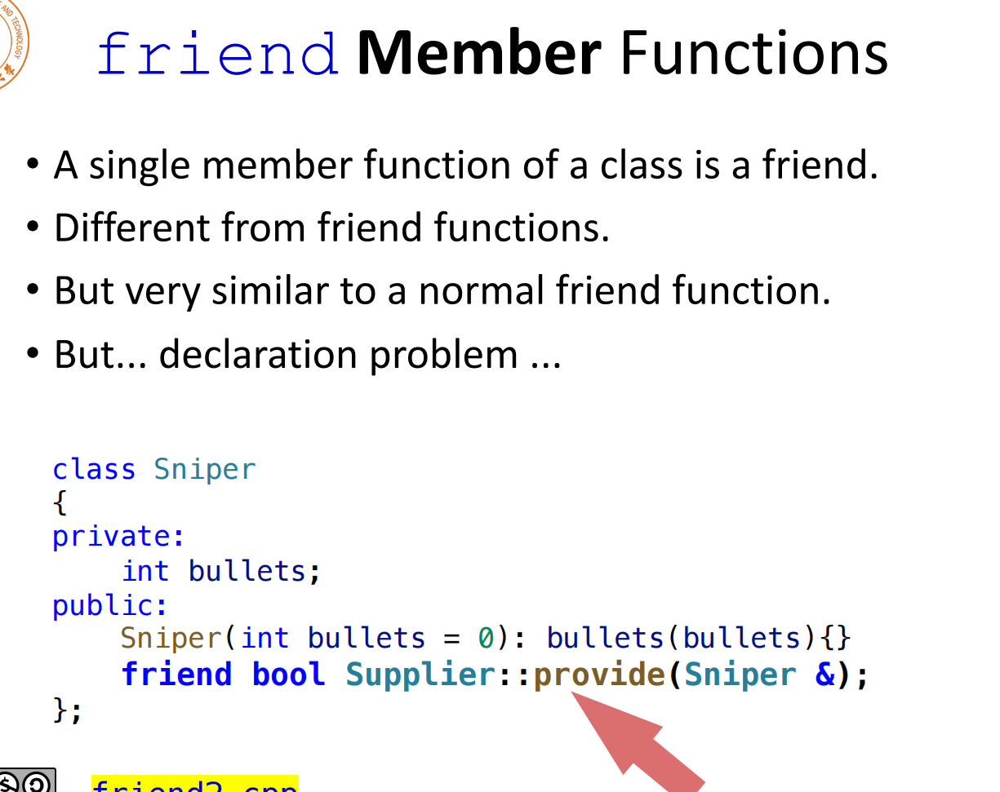 AND TECHNOLOGY
friend Member Functions
• A single member function of a class is a friend.
• Different from friend functions.
• But very similar to a normal friend function.
• But... declaration problem ...
class Sniper
{
private:
    int bullets;
public:
    Sniper(int bullets = 0): bullets(bullets){}
    friend bool Supplier::provide(Sniper &);
};
friend2.cpp